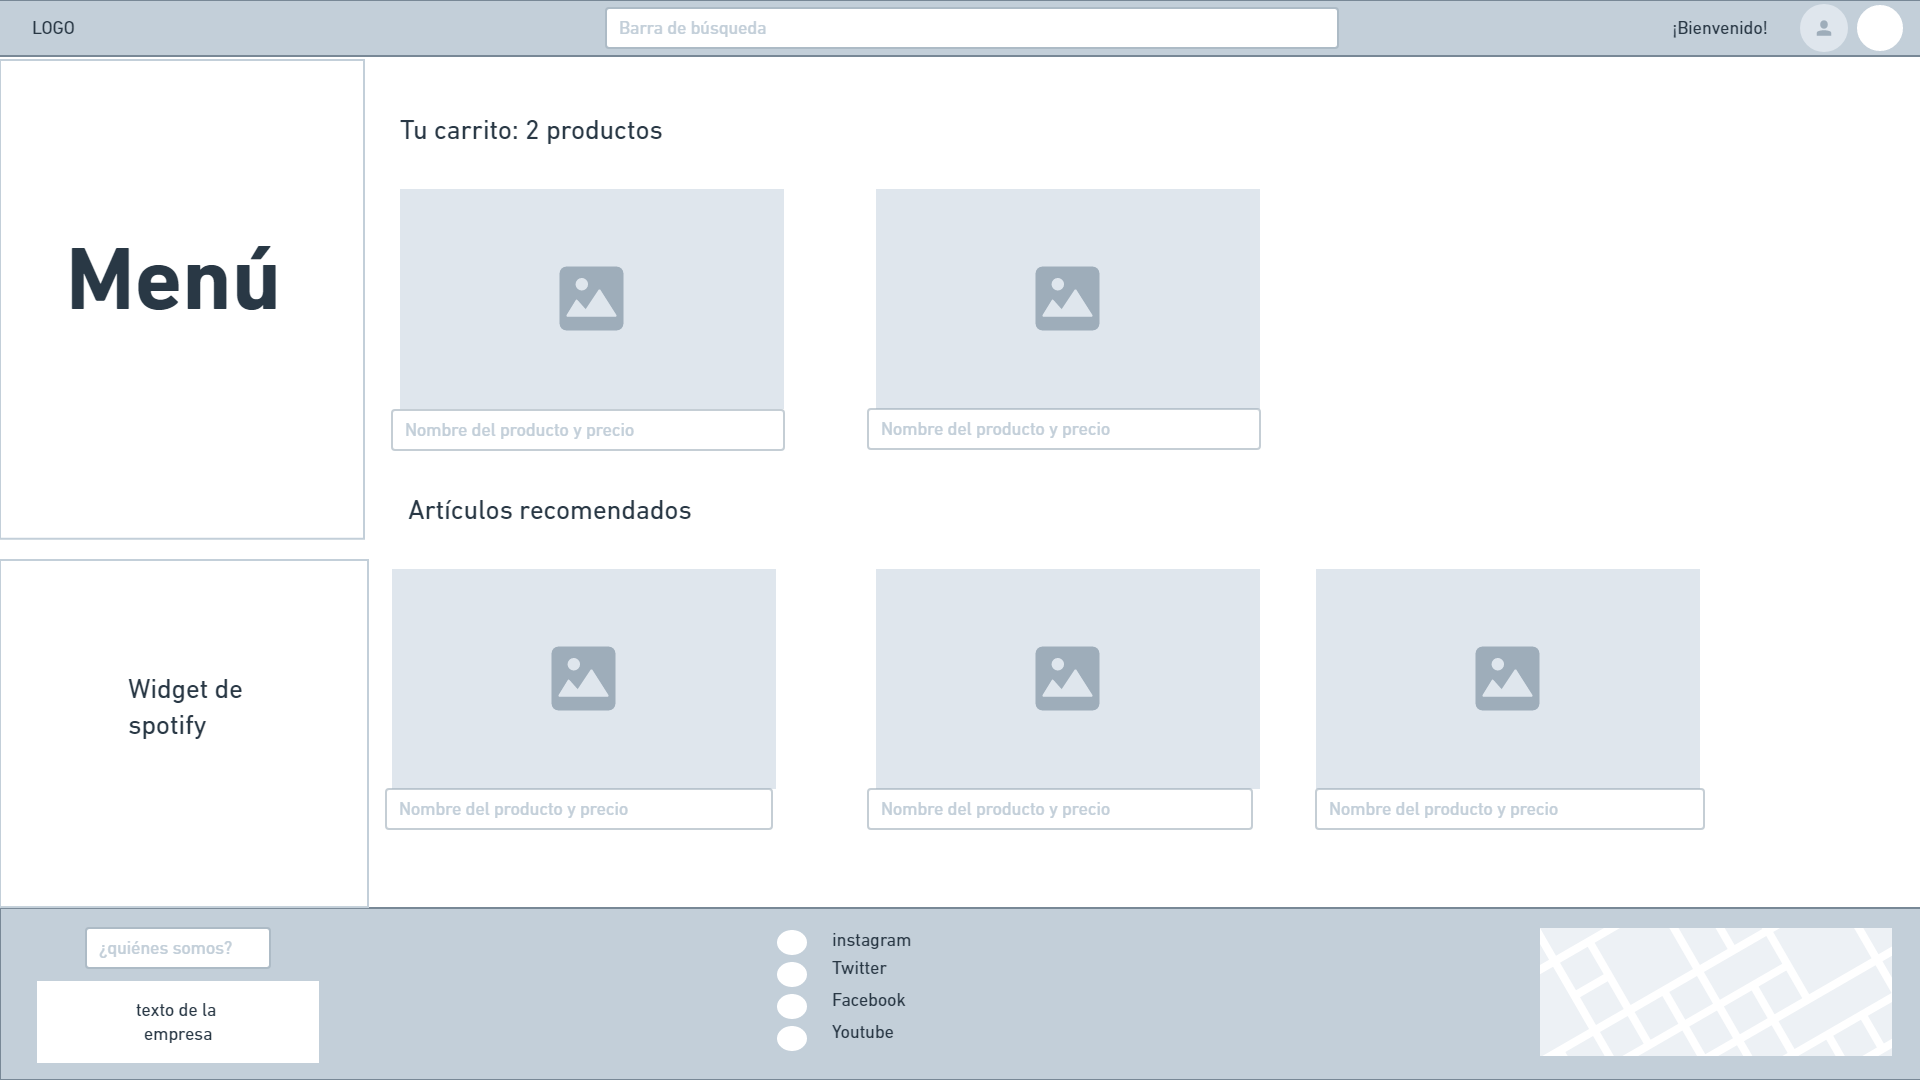 LOGO
Barra de búsqueda
¡Bienvenido!
Menú
Tu carrito: 2 productos
Nombre del producto y precio
Nombre del producto y precio
Artículos recomendados
Widget de
spotify
Nombre del producto y precio
Nombre del producto y precio
Nombre del producto y precio
¿quiénes somos?
texto de la
empresa
instagram
Twitter
Facebook
Youtube